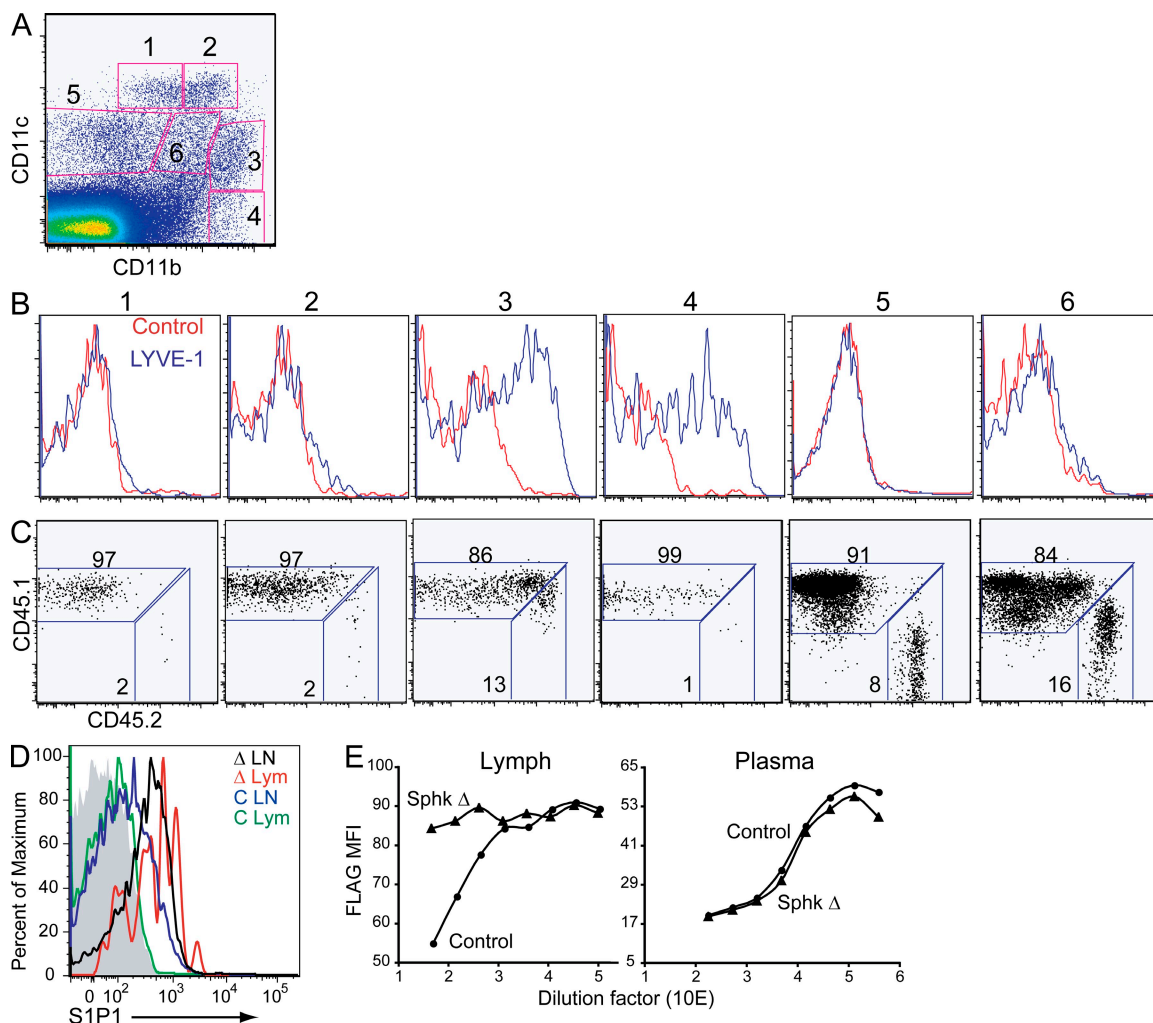 A
1 2
5
6
3
4
CD11c
CD11b
B
1 2 3 4 5 6
Control
LYVE-1
C
97 97 86 99 91 84
2 2 13 1 8 16
CD45.1
CD45.2
D
Δ LN
Δ Lym
C LN
C Lym
100
80
60
40
20
0
Percent of Maximum
0 10² 10³ 10⁴ 10⁵
S1P1
E
Lymph
100
90
80
70
60
50
FLAG MFI
Sphk Δ
Control
1 2 3 4 5
Plasma
65
53
41
29
17
5
Control
Sphk Δ
1 2 3 4 5 6
Dilution factor (10E)